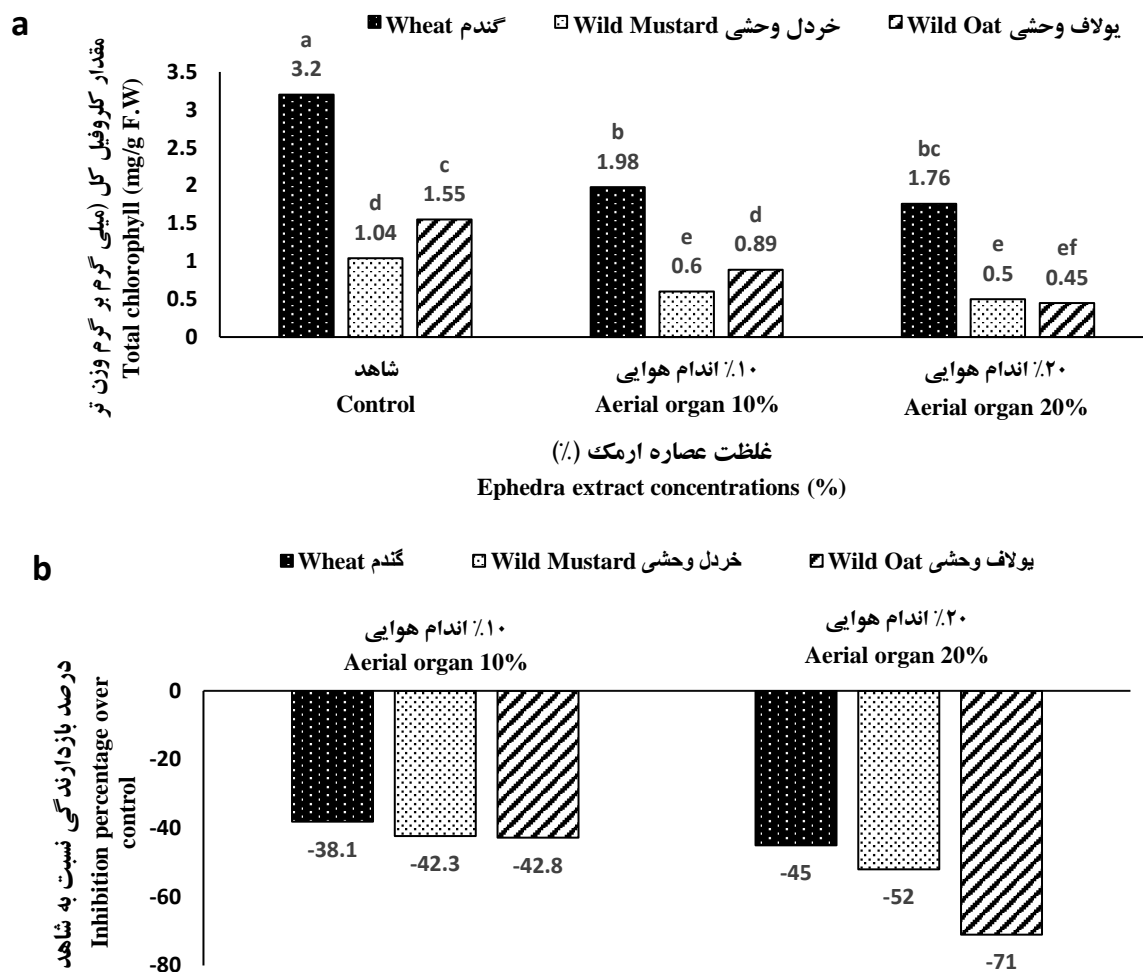 a
گندم Wheat خردل وحشی Wild Mustard یولاف وحشی Wild Oat
مقدار کلروفیل کل (میلی گرم بر گرم وزن تر
Total chlorophyll (mg/g F.W)
3.5
3
2.5
2
1.5
1
0.5
0
a
3.2
d
1.04
c
1.55
b
1.98
e
0.6
d
0.89
bc
1.76
e
0.5
ef
0.45
شاهد
Control
۱۰٪ اندام هوایی
Aerial organ 10%
۲۰٪ اندام هوایی
Aerial organ 20%
غلظت عصاره ارمک (٪)
Ephedra extract concentrations (%)
b
گندم Wheat خردل وحشی Wild Mustard یولاف وحشی Wild Oat
۱۰٪ اندام هوایی
Aerial organ 10%
۲۰٪ اندام هوایی
Aerial organ 20%
درصد بازدارندگی نسبت به شاهد
Inhibition percentage over
control
0
-20
-40
-60
-80
-38.1
-42.3
-42.8
-45
-52
-71